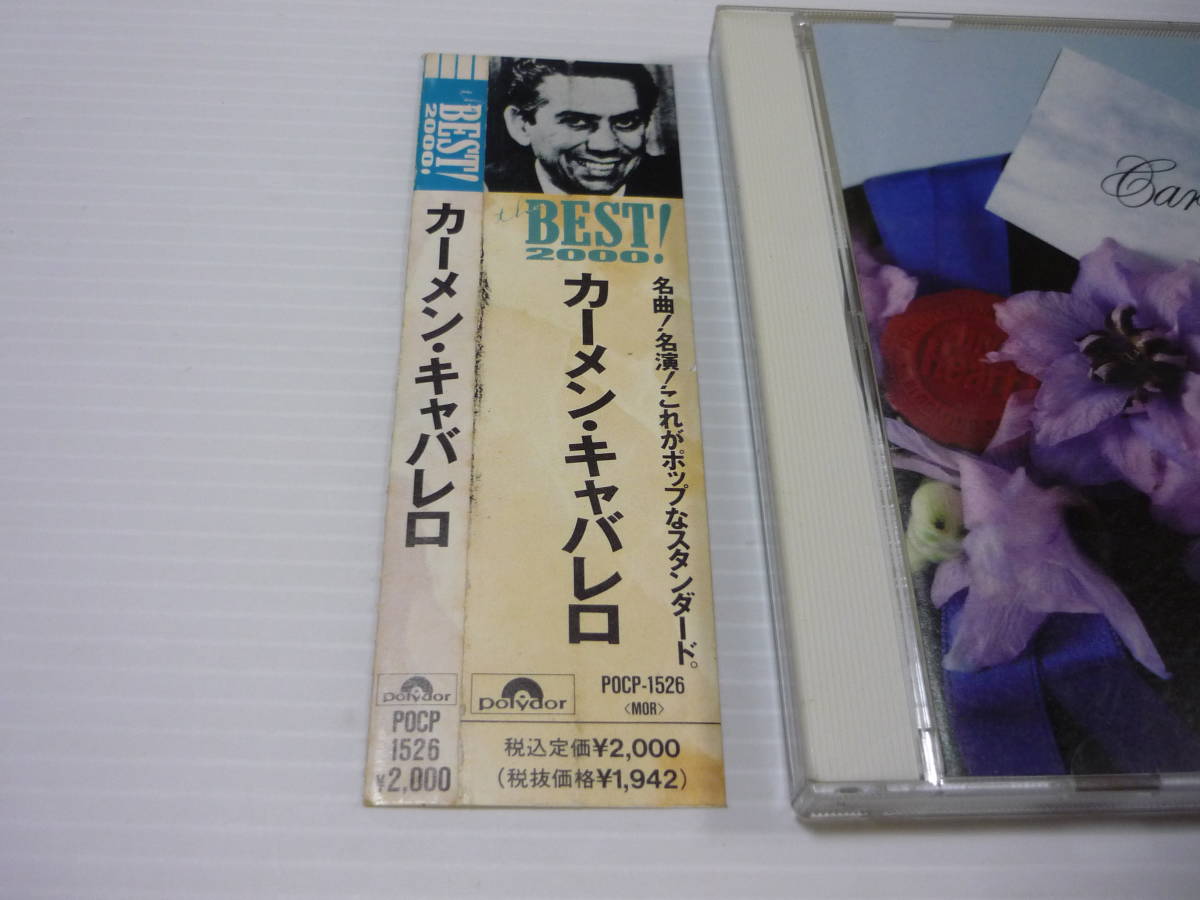 the
BEST!
2000!
カーメン・キャバレロ
polydor
POCP
1526
¥2,000
the
BEST!
2000!
名曲!名演!これがポップなスタンダード。
カーメン・キャバレロ
polydor
POCP-1526
〈MOR〉
税込定価¥2,000
(税抜価格¥1,942)
Car